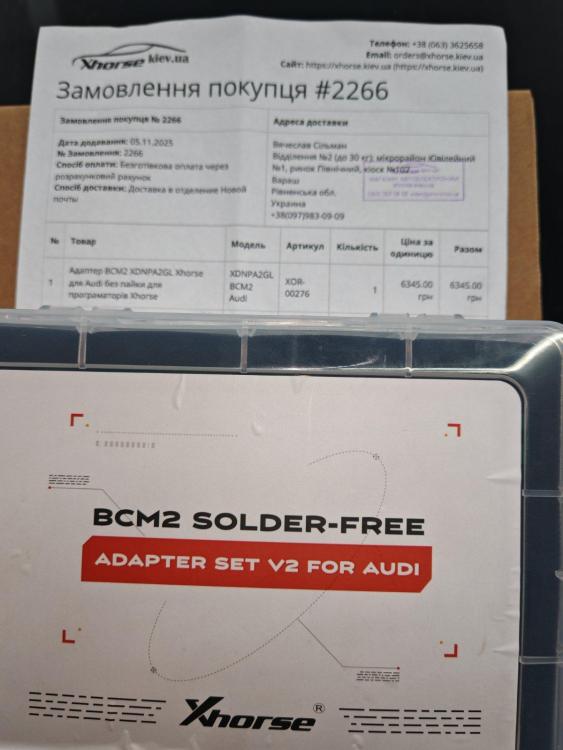 Xhorse kiev.ua
Телефон: +38 (063) 3625658
Email: orders@xhorse.kiev.ua
Сайт: https://xhorse.kiev.ua (https://xhorse.kiev.ua)
Замовлення покупця #2266
Замовлення покупця № 2266
Адреса доставки
Дата додавання: 05.11.2025
№ Замовлення: 2266
Спосіб оплати: Безготівкова оплата через
розрахунковий рахунок
Спосіб доставки: Доставка в отделение Новой
почты
Вячеслав Сільман
Відділення №2 (до 30 кг): мікрорайон Ювілейний
№1, ринок Північний, кіоск №107
Вараш
Рівненська обл.
Украина
+38(097)983-09-09
№ Товар Модель Артикул Кількість Ціна за одиницю Разом
1 Адаптер BCM2 XDNPA2GL Xhorse
для Audi без пайки для
програматорів Xhorse
XDNPA2GL
BCM2
Audi
XOR-
00276
1
6345.00
грн
6345.00
грн
BCM2 SOLDER-FREE
ADAPTER SET V2 FOR AUDI
Xhorse®